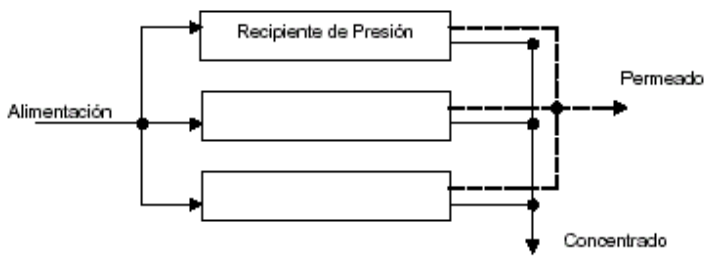 Recipiente de Presión
Permeado
Alimentación
Concentrado